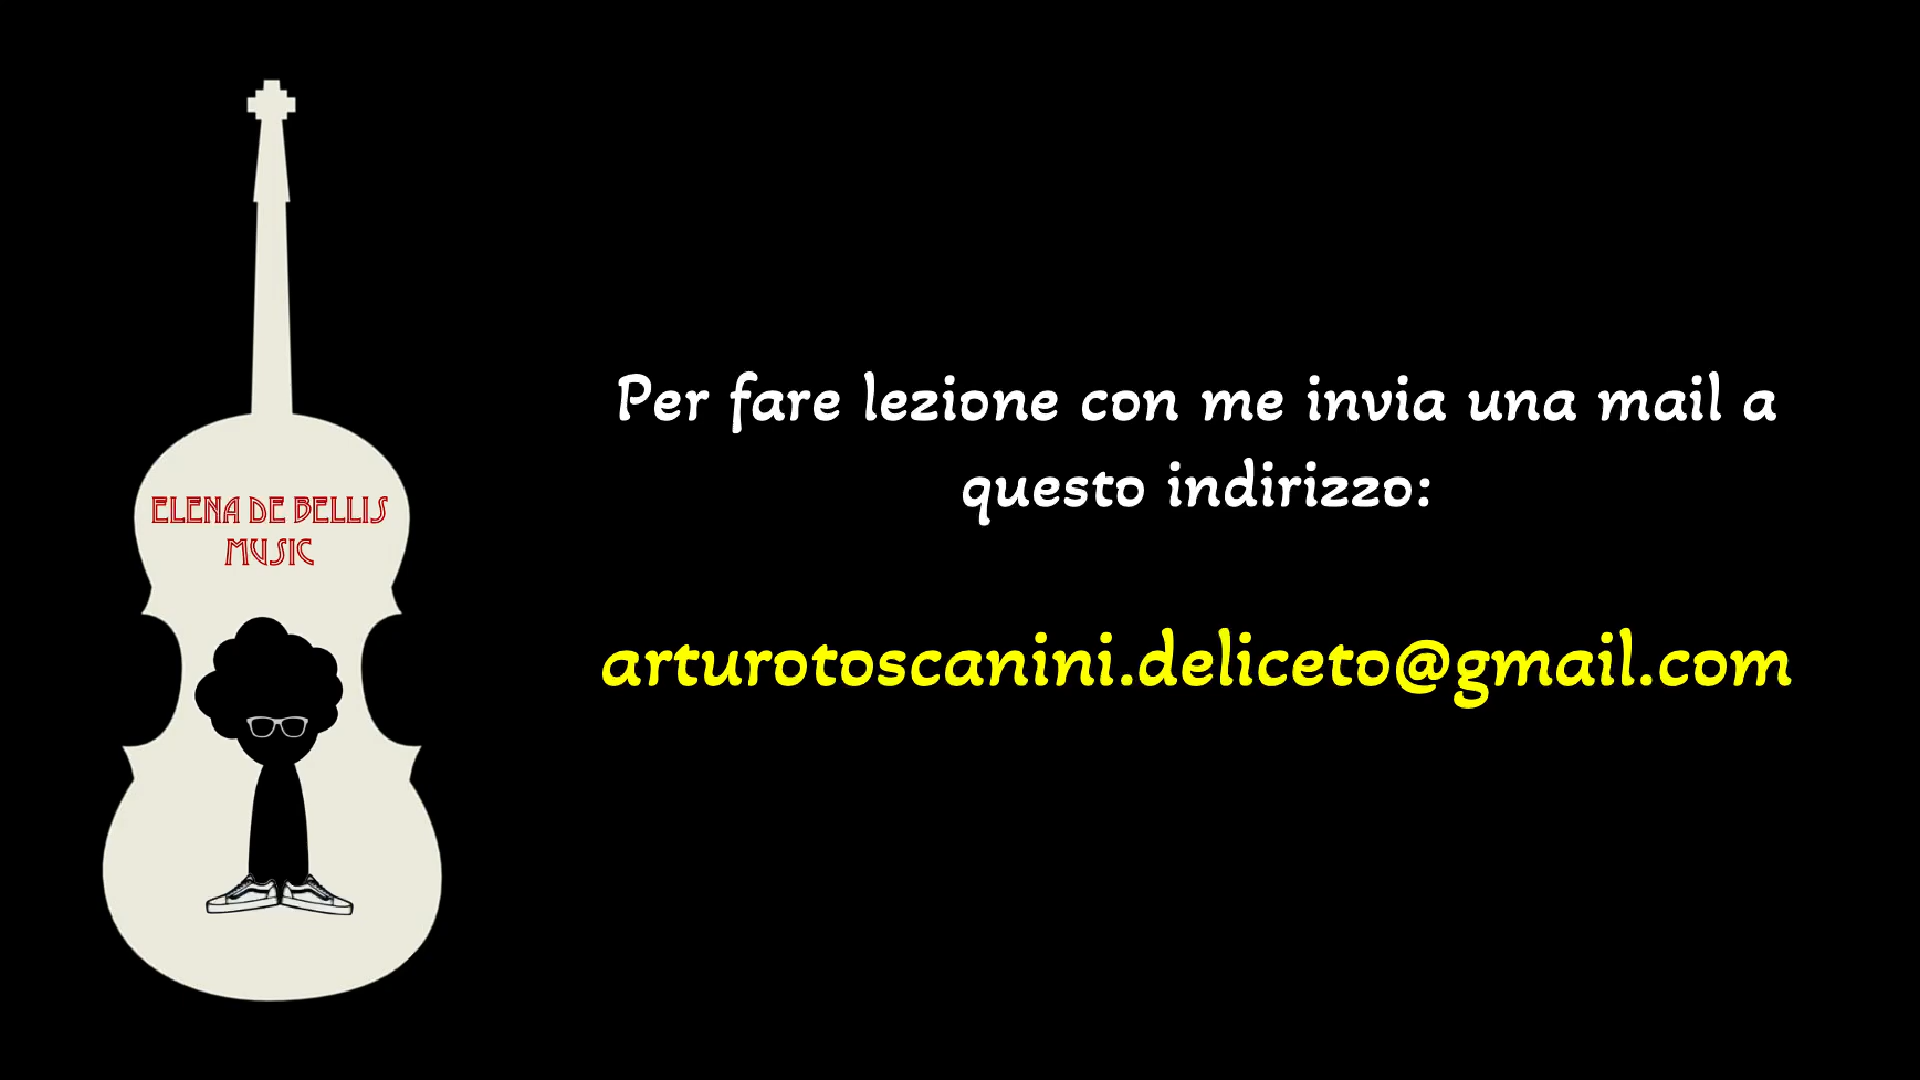 ELENA DE BELLIS
MUSIC
Per fare lezione con me invia una mail a
questo indirizzo:
arturotoscanini.deliceto@gmail.com